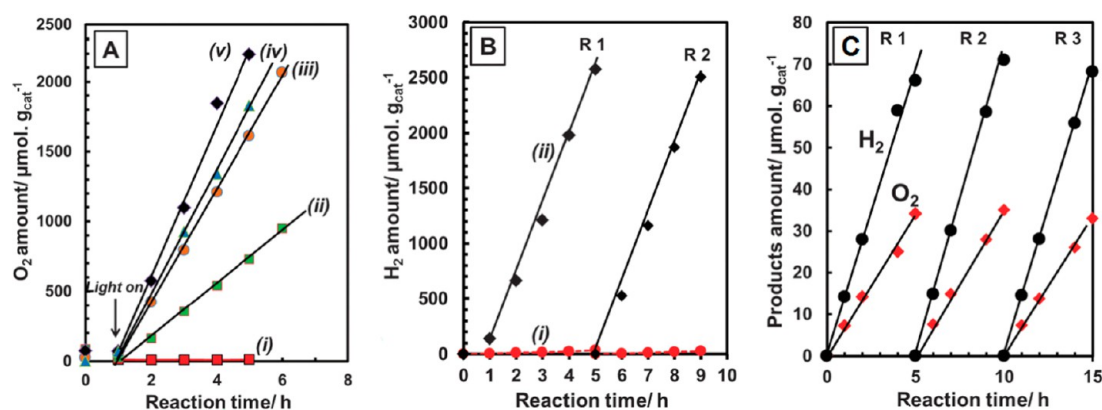 A
O2 amount/ µmol. gcat-1
2500
2000
1500
1000
500
0
0 2 4 6 8
Reaction time/ h
Light on
(v)
(iv)
(iii)
(ii)
(i)
B
H2 amount/ µmol. gcat-1
3000
2500
2000
1500
1000
500
0
0 1 2 3 4 5 6 7 8 9 10
Reaction time/ h
R 1
R 2
(ii)
(i)
C
Products amount/ µmol. gcat-1
80
70
60
50
40
30
20
10
0
0 5 10 15
Reaction time/ h
R 1
R 2
R 3
H2
O2